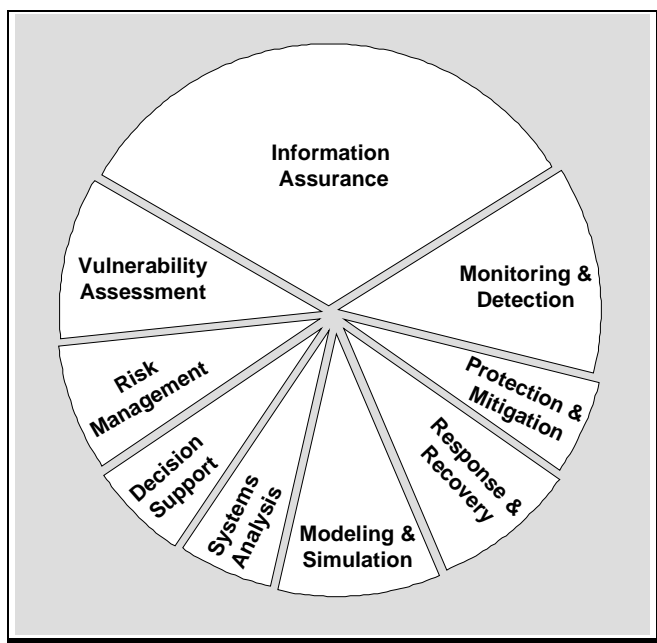 Information
Assurance
Monitoring &
Detection
Protection &
Mitigation
Response &
Recovery
Modeling &
Simulation
Systems
Analysis
Decision
Support
Risk
Management
Vulnerability
Assessment